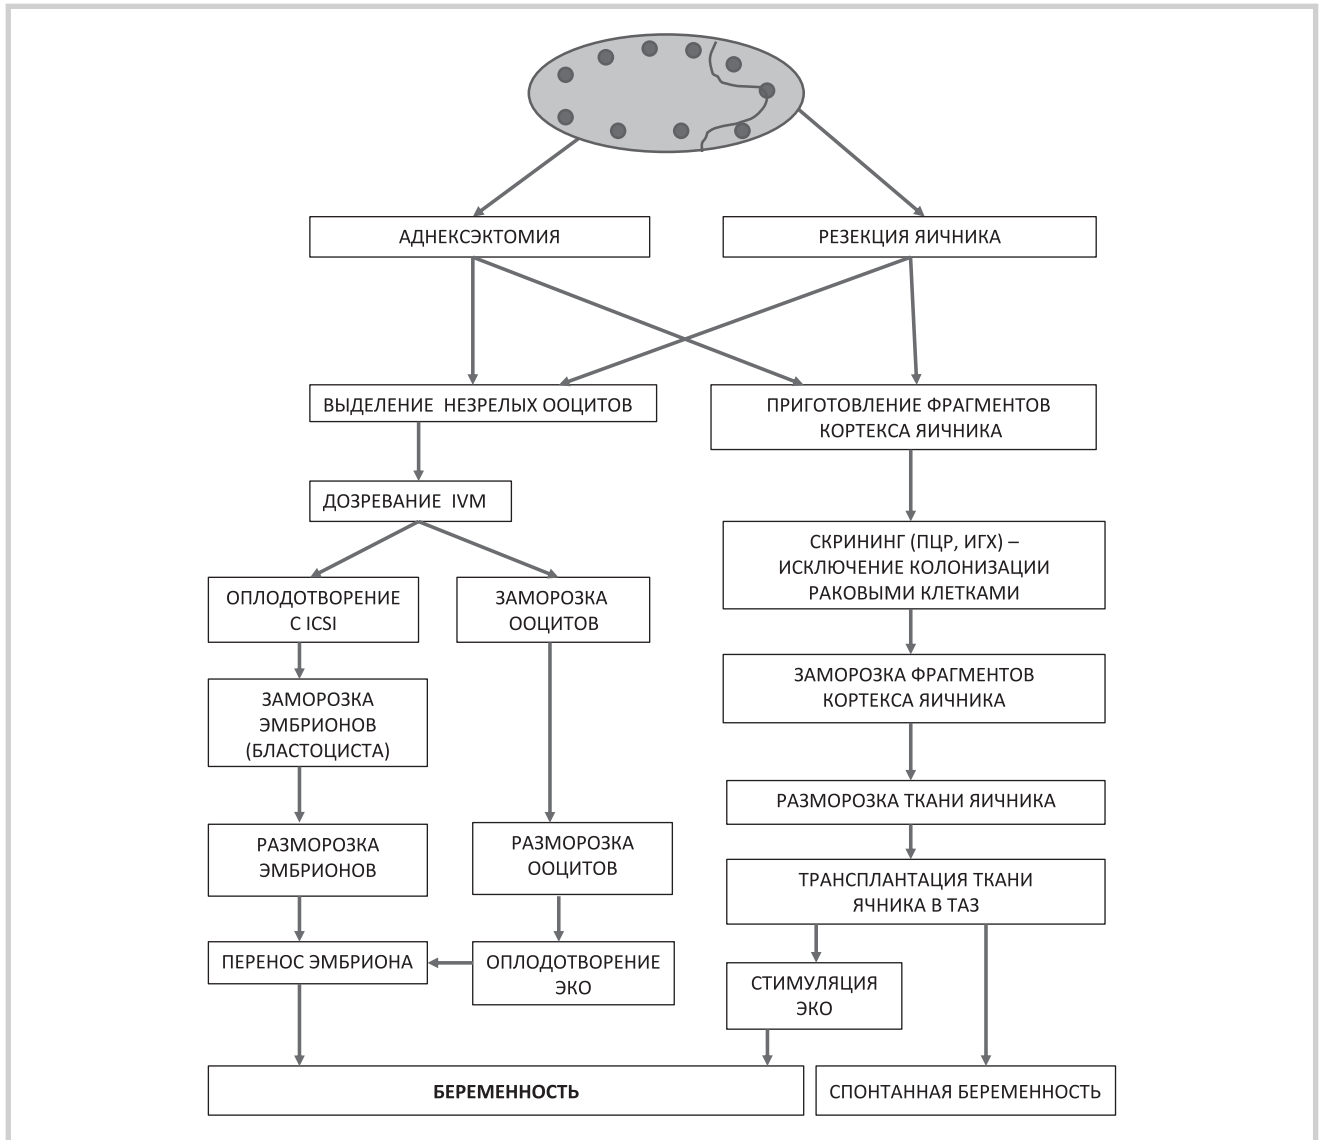 АДНЕКСЭКТОМИЯ
РЕЗЕКЦИЯ ЯИЧНИКА
ВЫДЕЛЕНИЕ НЕЗРЕЛЫХ ООЦИТОВ
ПРИГОТОВЛЕНИЕ ФРАГМЕНТОВ
КОРТЕКСА ЯИЧНИКА
ДОЗРЕВАНИЕ IVM
СКРИНИНГ (ПЦР, ИГХ) –
ИСКЛЮЧЕНИЕ КОЛОНИЗАЦИИ
РАКОВЫМИ КЛЕТКАМИ
ОПЛОДОТВОРЕНИЕ
С ICSI
ЗАМОРОЗКА
ООЦИТОВ
ЗАМОРОЗКА
ЭМБРИОНОВ
(БЛАСТОЦИСТА)
ЗАМОРОЗКА ФРАГМЕНТОВ
КОРТЕКСА ЯИЧНИКА
РАЗМОРОЗКА ТКАНИ ЯИЧНИКА
РАЗМОРОЗКА
ЭМБРИОНОВ
РАЗМОРОЗКА
ООЦИТОВ
ТРАНСПЛАНТАЦИЯ ТКАНИ
ЯЧНИКА В ТАЗ
ПЕРЕНОС ЭМБРИОНА
ОПЛОДОТВОРЕНИЕ
ЭКО
СТИМУЛЯЦИЯ
ЭКО
БЕРЕМЕННОСТЬ
СПОНТАННАЯ БЕРЕМЕННОСТЬ